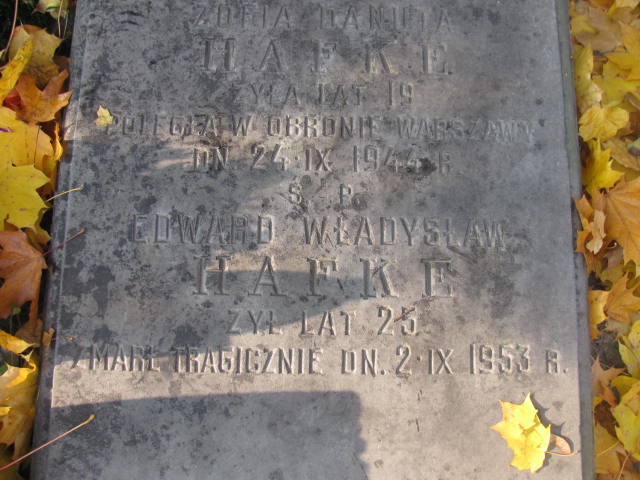 ZOFIA DANUTA
HAFKE
ŻYŁA LAT 19
POLEGŁA W OBRONIE WARSZAWY
DN 24·IX 1944 R
Ś. P.
EDWARD WŁADYSŁAW
HAFKE
ŻYŁ LAT 25
ZMARŁ TRAGICZNIE DN. 2·IX 1953 R.